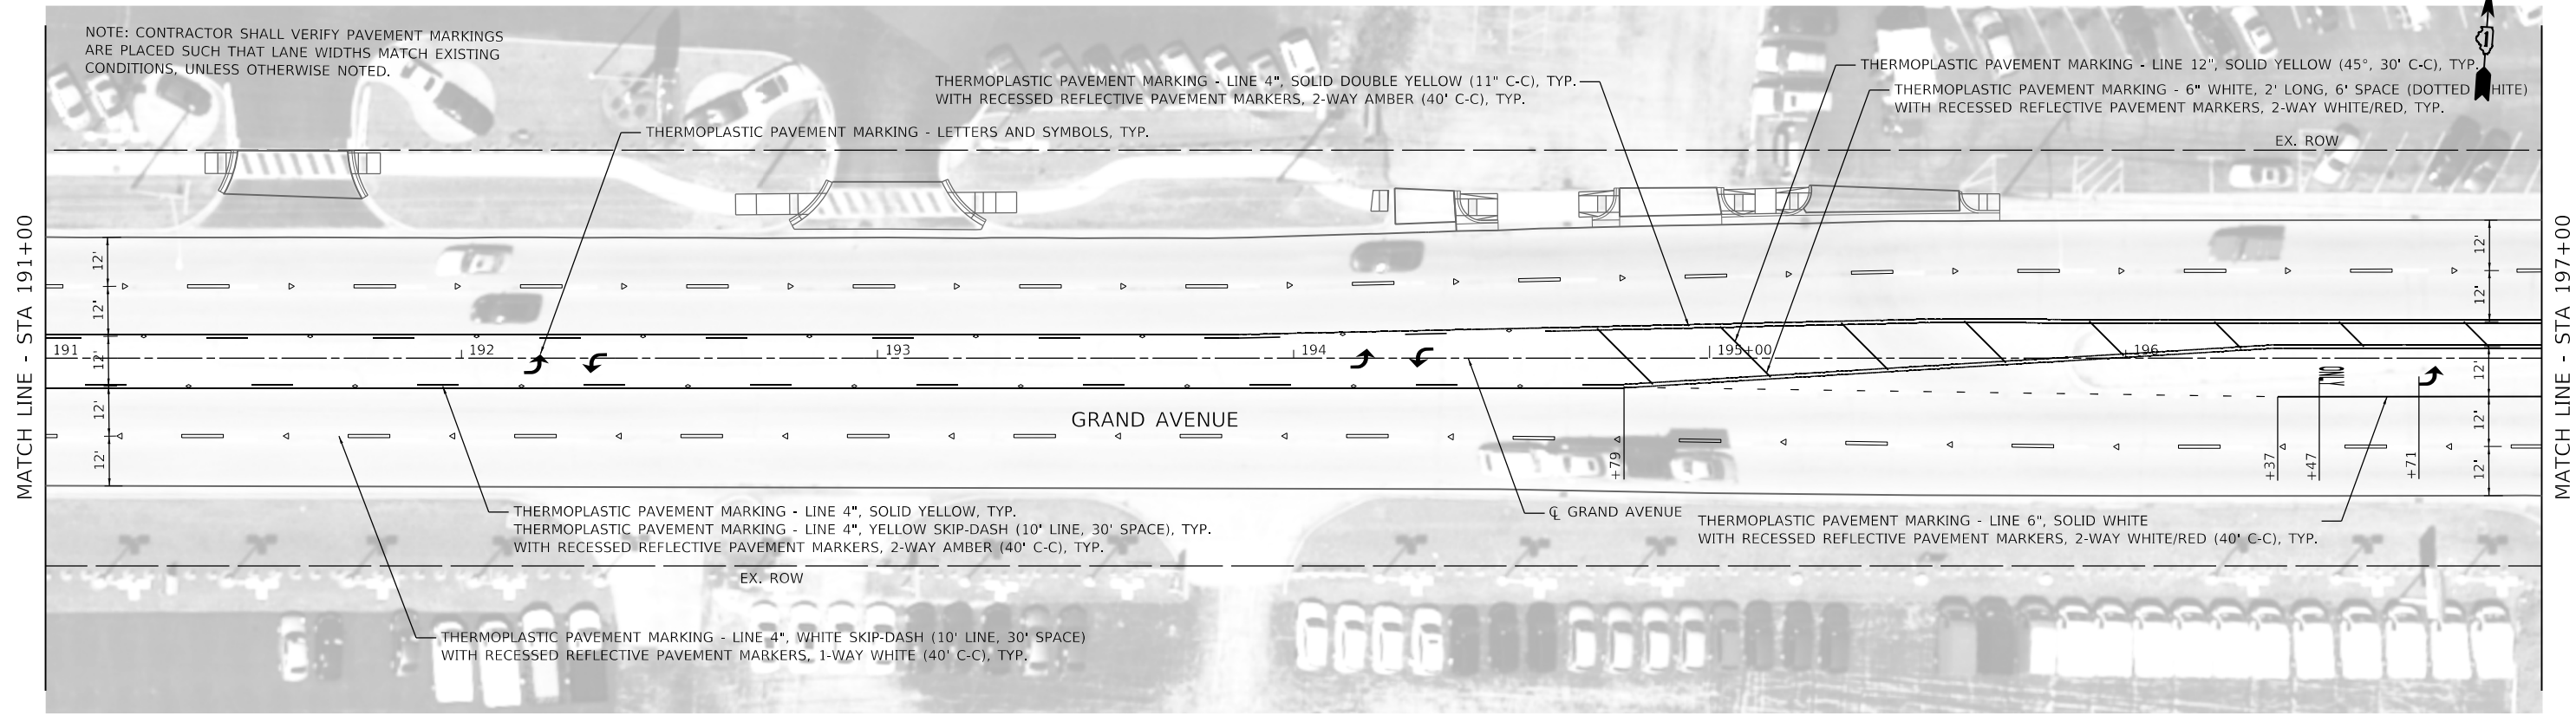 NOTE: CONTRACTOR SHALL VERIFY PAVEMENT MARKINGS
ARE PLACED SUCH THAT LANE WIDTHS MATCH EXISTING
CONDITIONS, UNLESS OTHERWISE NOTED.
THERMOPLASTIC PAVEMENT MARKING - LINE 4", SOLID DOUBLE YELLOW (11" C-C), TYP.
WITH RECESSED REFLECTIVE PAVEMENT MARKERS, 2-WAY AMBER (40' C-C), TYP.
THERMOPLASTIC PAVEMENT MARKING - LINE 12", SOLID YELLOW (45°, 30' C-C), TYP.
THERMOPLASTIC PAVEMENT MARKING - 6" WHITE, 2' LONG, 6' SPACE (DOTTED HITE)
WITH RECESSED REFLECTIVE PAVEMENT MARKERS, 2-WAY WHITE/RED, TYP.
THERMOPLASTIC PAVEMENT MARKING - LETTERS AND SYMBOLS, TYP.
EX. ROW
MATCH LINE - STA 191+00
12'
12'
12'
12'
12'
191
192
193
194
195+00
196
ONLY
12'
12'
12'
12'
12'
MATCH LINE - STA 197+00
GRAND AVENUE
+79
+37
+47
+71
THERMOPLASTIC PAVEMENT MARKING - LINE 4", SOLID YELLOW, TYP.
THERMOPLASTIC PAVEMENT MARKING - LINE 4", YELLOW SKIP-DASH (10' LINE, 30' SPACE), TYP.
WITH RECESSED REFLECTIVE PAVEMENT MARKERS, 2-WAY AMBER (40' C-C), TYP.
℄ GRAND AVENUE
THERMOPLASTIC PAVEMENT MARKING - LINE 6", SOLID WHITE
WITH RECESSED REFLECTIVE PAVEMENT MARKERS, 2-WAY WHITE/RED (40' C-C), TYP.
EX. ROW
THERMOPLASTIC PAVEMENT MARKING - LINE 4", WHITE SKIP-DASH (10' LINE, 30' SPACE)
WITH RECESSED REFLECTIVE PAVEMENT MARKERS, 1-WAY WHITE (40' C-C), TYP.